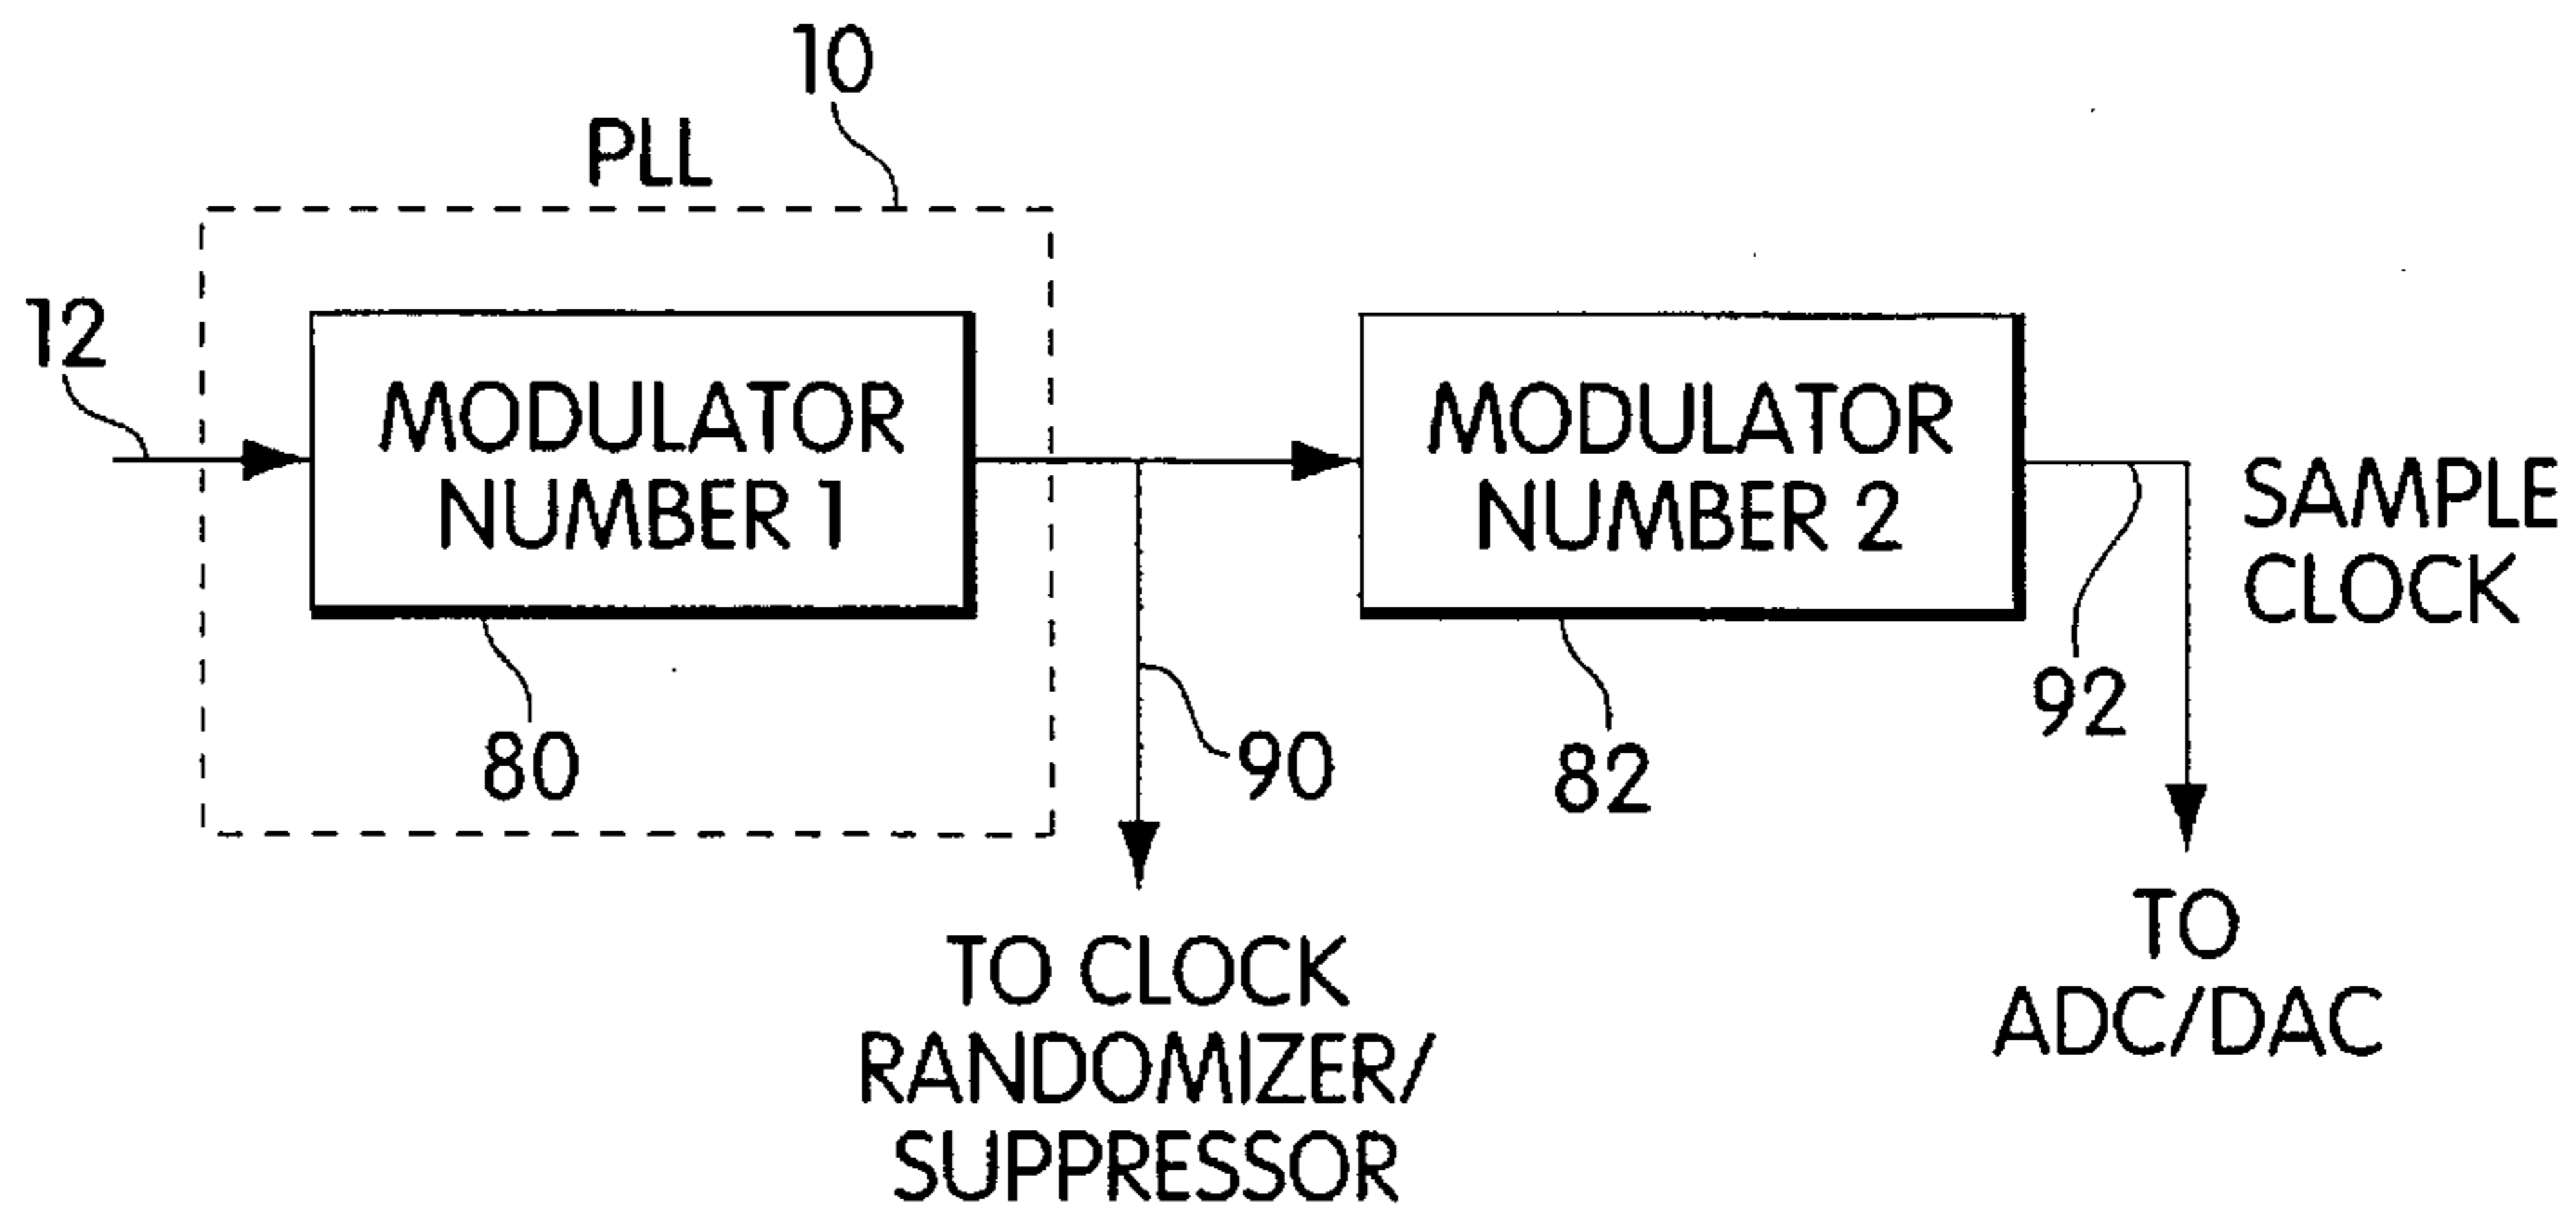 10
PLL
12
MODULATOR
NUMBER 1
MODULATOR
NUMBER 2
SAMPLE
CLOCK
80
90
82
92
TO CLOCK
RANDOMIZER/
SUPPRESSOR
TO
ADC/DAC